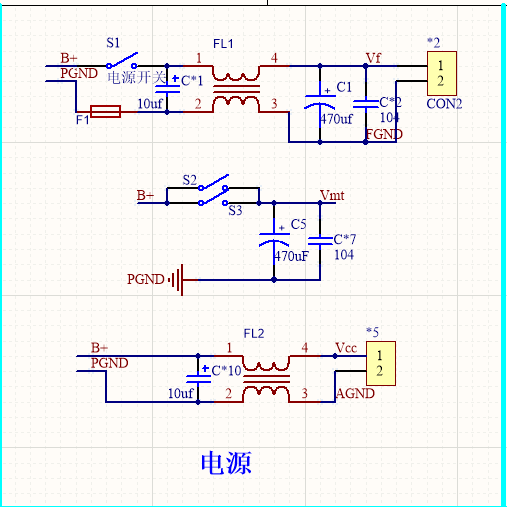 S1 FL1 *2
B+ 1 4 Vf 1
PGND 电源开关 + C*1 + C1 2
C*2 CON2
F1 10uf 2 3 470uf 104
FGND
S2
B+ Vmt
S3 + C5 C*7
470uF 104
PGND
FL2 *5
B+ 1 4 Vcc 1
PGND + C*10 2
10uf 2 3 AGND
电源